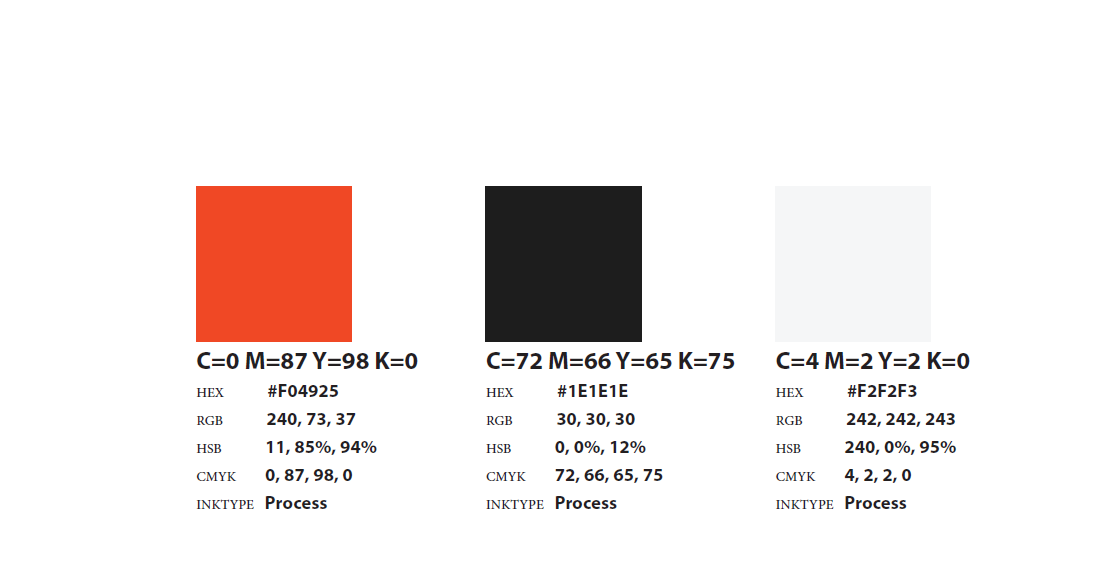 C=0 M=87 Y=98 K=0
HEX #F04925
RGB 240, 73, 37
HSB 11, 85%, 94%
CMYK 0, 87, 98, 0
INKTYPE Process
C=72 M=66 Y=65 K=75
HEX #1E1E1E
RGB 30, 30, 30
HSB 0, 0%, 12%
CMYK 72, 66, 65, 75
INKTYPE Process
C=4 M=2 Y=2 K=0
HEX #F2F2F3
RGB 242, 242, 243
HSB 240, 0%, 95%
CMYK 4, 2, 2, 0
INKTYPE Process